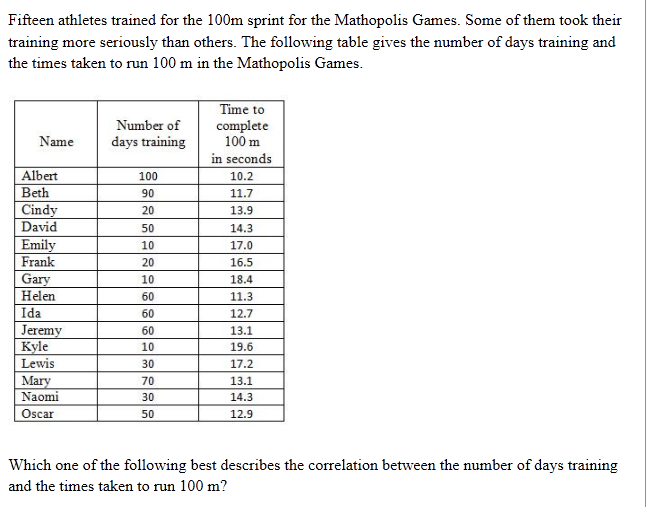 Fifteen athletes trained for the 100m sprint for the Mathopolis Games. Some of them took their
training more seriously than others. The following table gives the number of days training and
the times taken to run 100 m in the Mathopolis Games.
Name Number of days training Time to complete 100 m in seconds
Albert 100 10.2
Beth 90 11.7
Cindy 20 13.9
David 50 14.3
Emily 10 17.0
Frank 20 16.5
Gary 10 18.4
Helen 60 11.3
Ida 60 12.7
Jeremy 60 13.1
Kyle 10 19.6
Lewis 30 17.2
Mary 70 13.1
Naomi 30 14.3
Oscar 50 12.9
Which one of the following best describes the correlation between the number of days training
and the times taken to run 100 m?